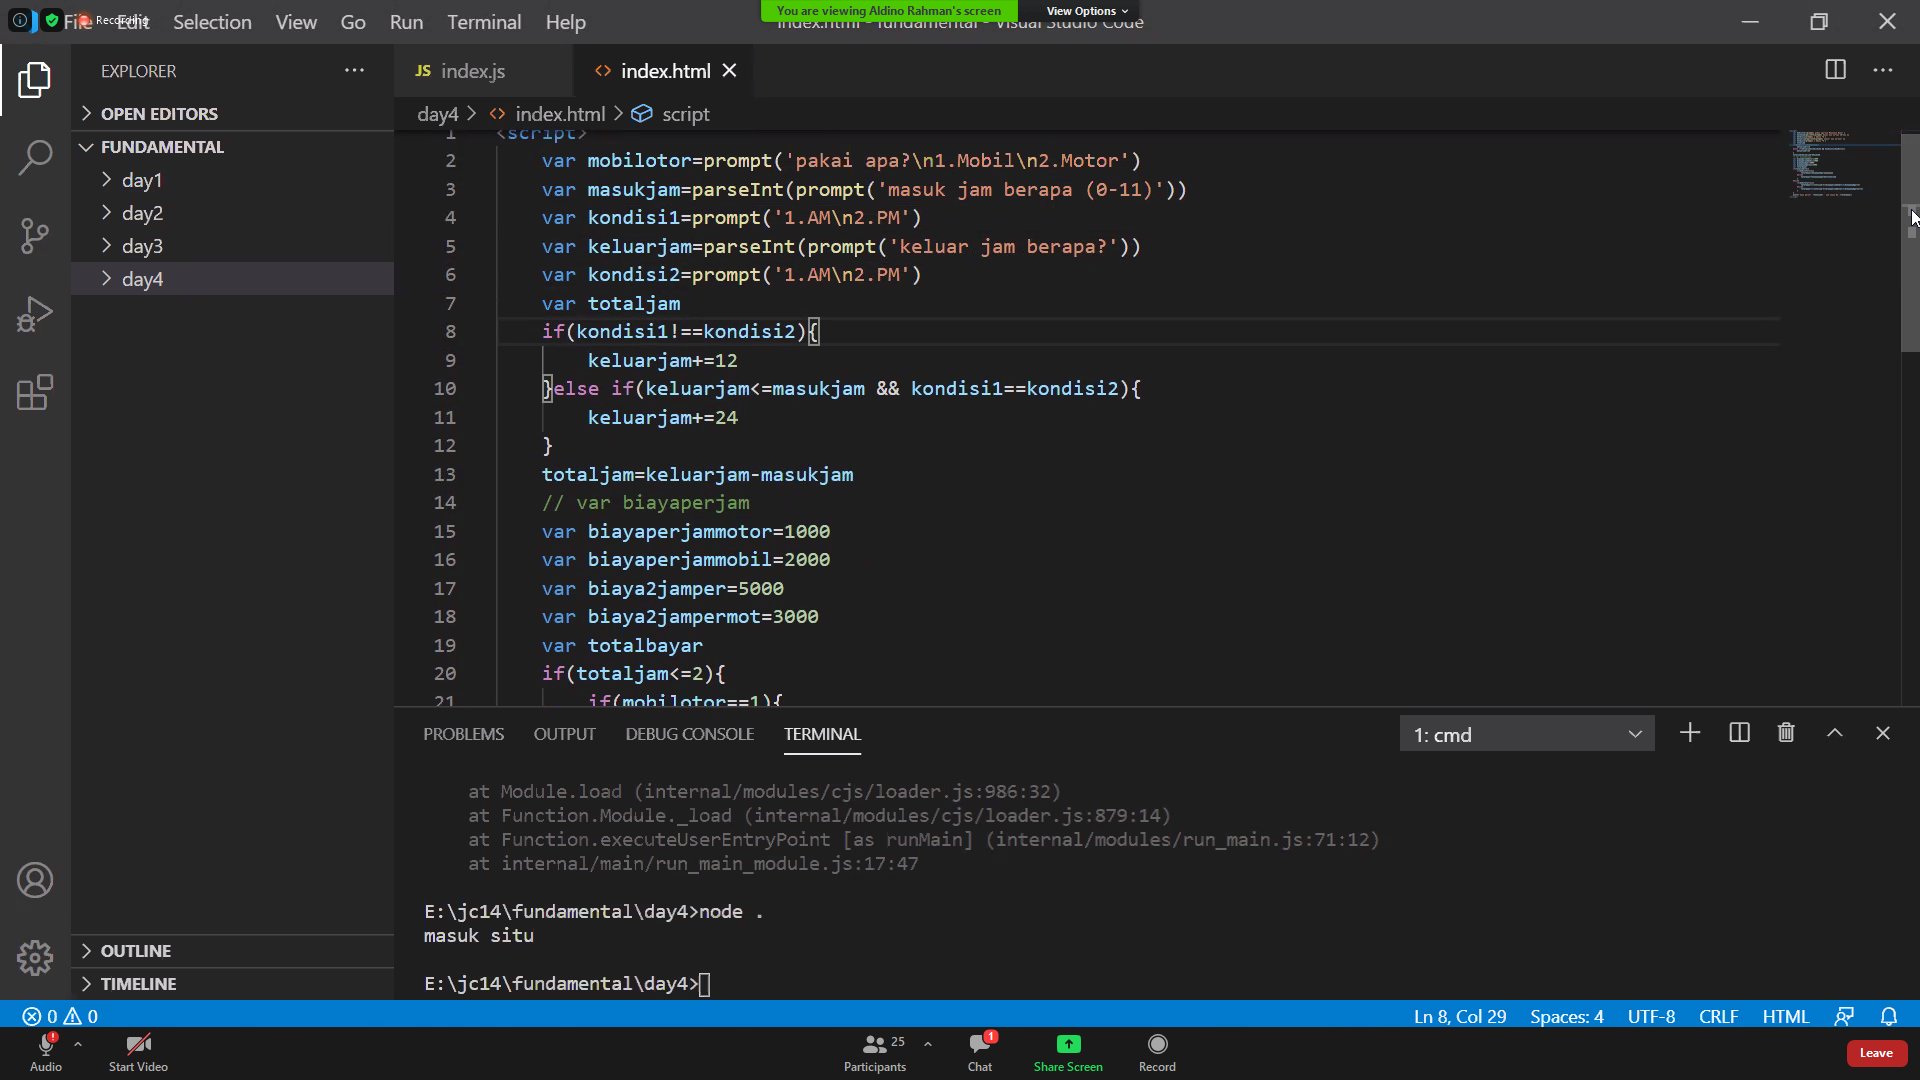 File Edit Selection View Go Run Terminal Help
Recording
You are viewing Aldino Rahman's screen
View Options
index.html - fundamental - Visual Studio Code
EXPLORER
OPEN EDITORS
FUNDAMENTAL
day1
day2
day3
day4
OUTLINE
TIMELINE
JS index.js
<> index.html
day4 > <> index.html > script
1 <script>
2 var mobilotor=prompt('pakai apa?\n1.Mobil\n2.Motor')
3 var masukjam=parseInt(prompt('masuk jam berapa (0-11)'))
4 var kondisi1=prompt('1.AM\n2.PM')
5 var keluarjam=parseInt(prompt('keluar jam berapa?'))
6 var kondisi2=prompt('1.AM\n2.PM')
7 var totaljam
8 if(kondisi1!==kondisi2){
9 keluarjam+=12
10 }else if(keluarjam<=masukjam && kondisi1==kondisi2){
11 keluarjam+=24
12 }
13 totaljam=keluarjam-masukjam
14 // var biayaperjam
15 var biayaperjammotor=1000
16 var biayaperjammobil=2000
17 var biaya2jamper=5000
18 var biaya2jampermot=3000
19 var totalbayar
20 if(totaljam<=2){
21 if(mobilotor==1){
PROBLEMS OUTPUT DEBUG CONSOLE TERMINAL
1: cmd
at Module.load (internal/modules/cjs/loader.js:986:32)
at Function.Module._load (internal/modules/cjs/loader.js:879:14)
at Function.executeUserEntryPoint [as runMain] (internal/modules/run_main.js:71:12)
at internal/main/run_main_module.js:17:47
E:\jc14\fundamental\day4>node .
masuk situ
E:\jc14\fundamental\day4>
0 0
Ln 8, Col 29 Spaces: 4 UTF-8 CRLF HTML
Audio
Start Video
25
Participants
1
Chat
Share Screen
Record
Leave